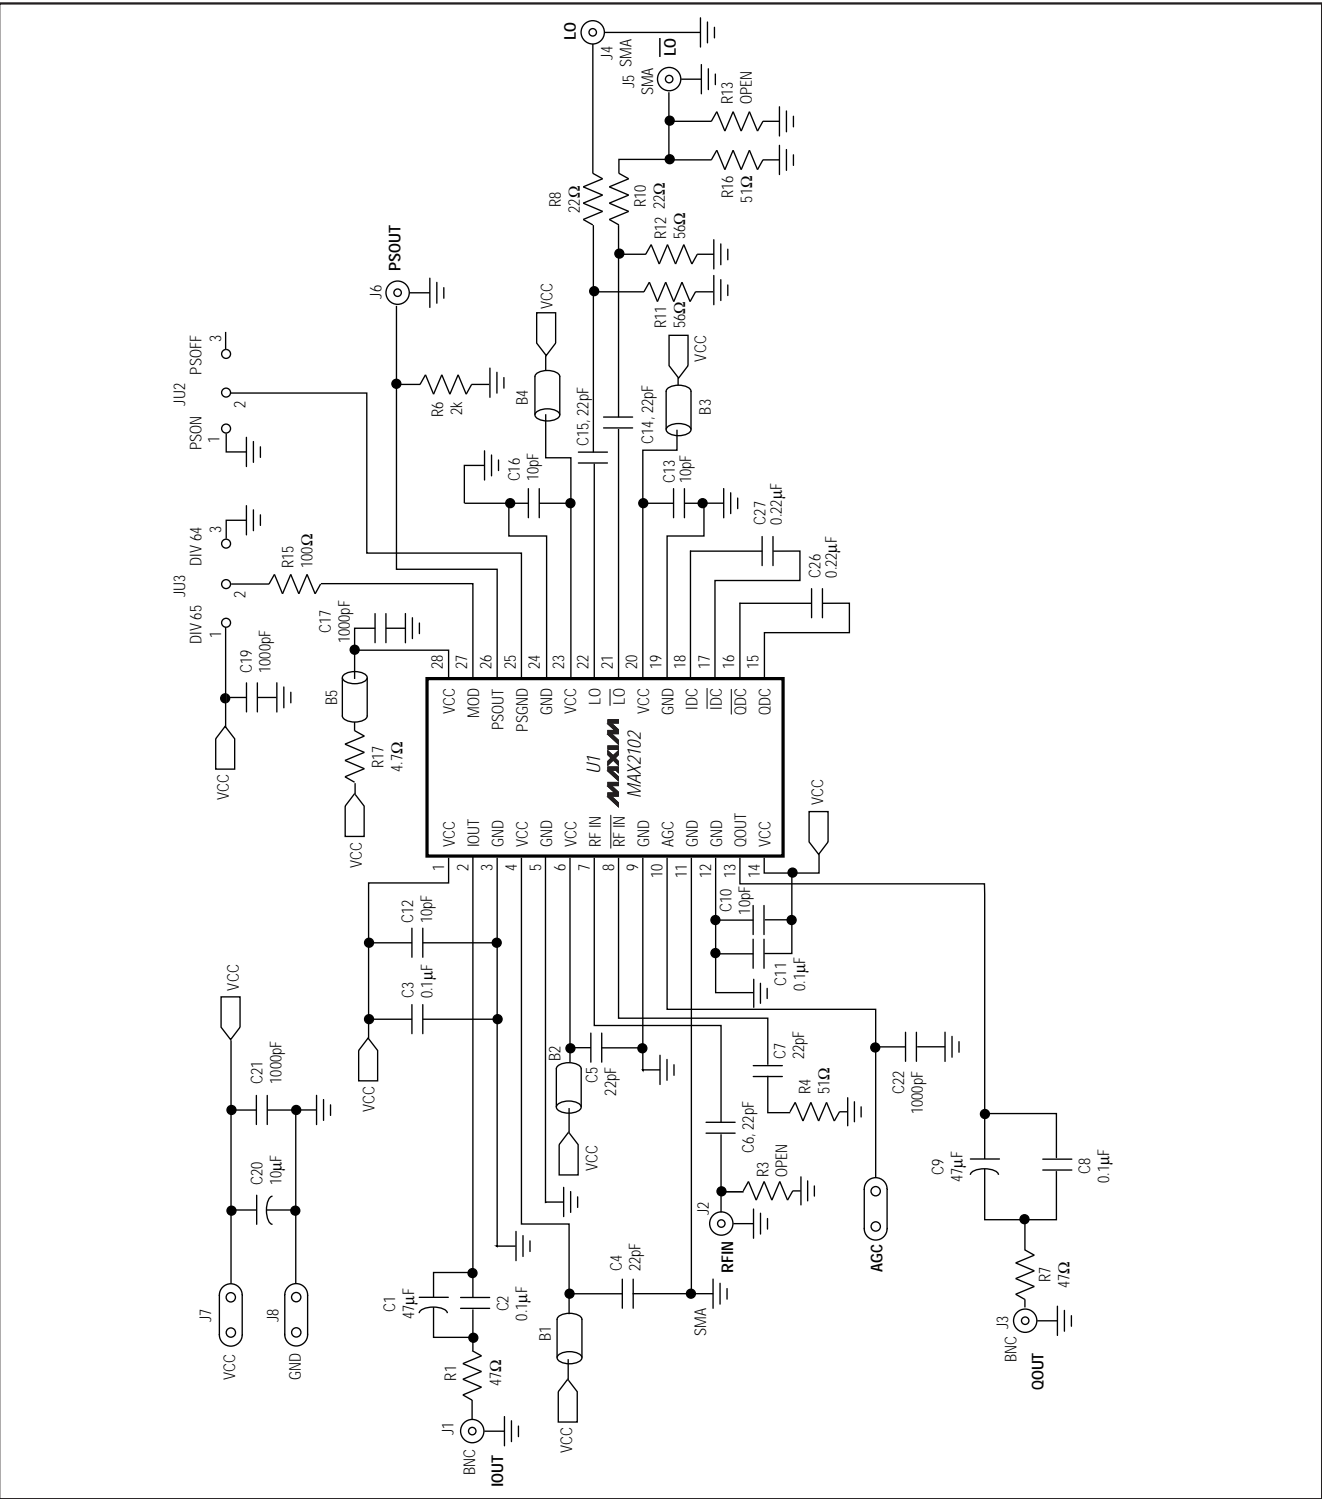 LO
J4
SMA
LO
J5
SMA
R13
OPEN
R16
51Ω
R8
22Ω
R10
22Ω
R12
56Ω
R11
56Ω
PSOUT
J6
R6
2k
VCC
B4
C15, 22pF
C14, 22pF
VCC
B3
C16
10pF
C13
10pF
C27
0.22µF
C26
0.22µF
JU2
PSOFF
3
2
PSON
1
JU3
DIV 64
3
2
DIV 65
1
R15
100Ω
C17
1000pF
C19
1000pF
VCC
B5
R17
4.7Ω
VCC
28
27
26
25
24
23
22
21
20
19
18
17
16
15
VCC
MOD
PSOUT
PSGND
GND
VCC
LO
LO
VCC
GND
IDC
IDC
QDC
QDC
U1
MAXIM
MAX2102
VCC
IOUT
GND
VCC
GND
VCC
RF IN
RF IN
GND
AGC
GND
GND
QOUT
VCC
1
2
3
4
5
6
7
8
9
10
11
12
13
14
VCC
C12
10pF
C3
0.1µF
VCC
C10
10pF
C11
0.1µF
VCC
C21
1000pF
C20
10µF
J7
VCC
J8
GND
B2
C5
22pF
VCC
C7
22pF
R4
51Ω
C6, 22pF
R3
OPEN
J2
RFIN
SMA
C22
1000pF
AGC
C4
22pF
B1
VCC
C1
47µF
C2
0.1µF
R1
47Ω
J1
BNC
IOUT
C9
47µF
C8
0.1µF
R7
47Ω
J3
BNC
QOUT